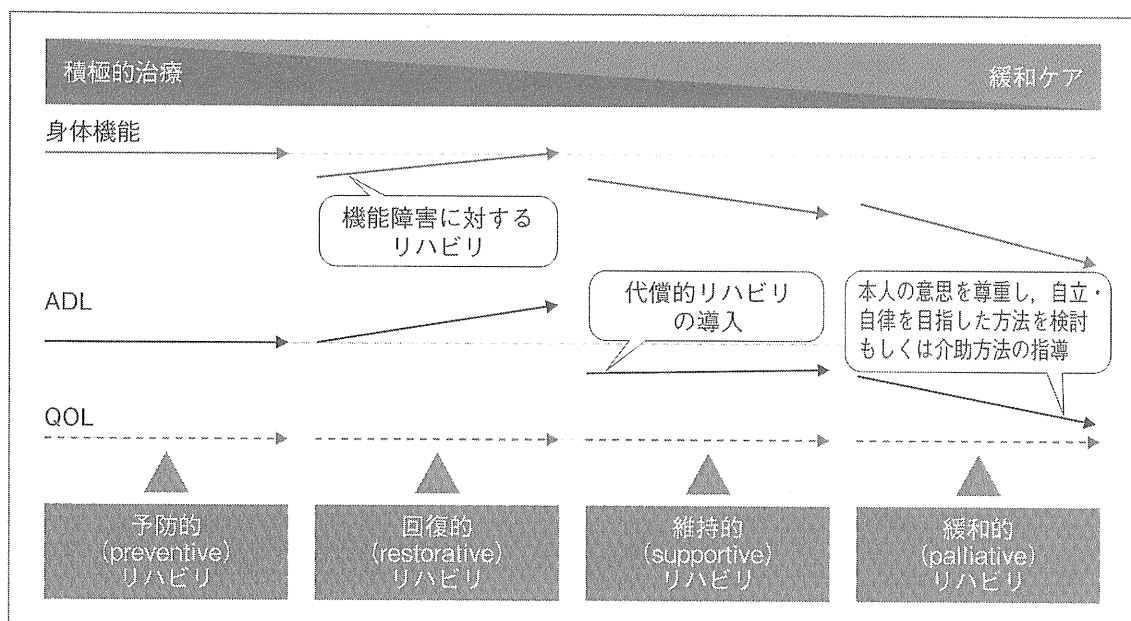 積極的治療
緩和ケア
身体機能
機能障害に対する
リハビリ
ADL
代償的リハビリ
の導入
本人の意思を尊重し，自立・
自律を目指した方法を検討
もしくは介助方法の指導
QOL
予防的
(preventive)
リハビリ
回復的
(restorative)
リハビリ
維持的
(supportive)
リハビリ
緩和的
(palliative)
リハビリ